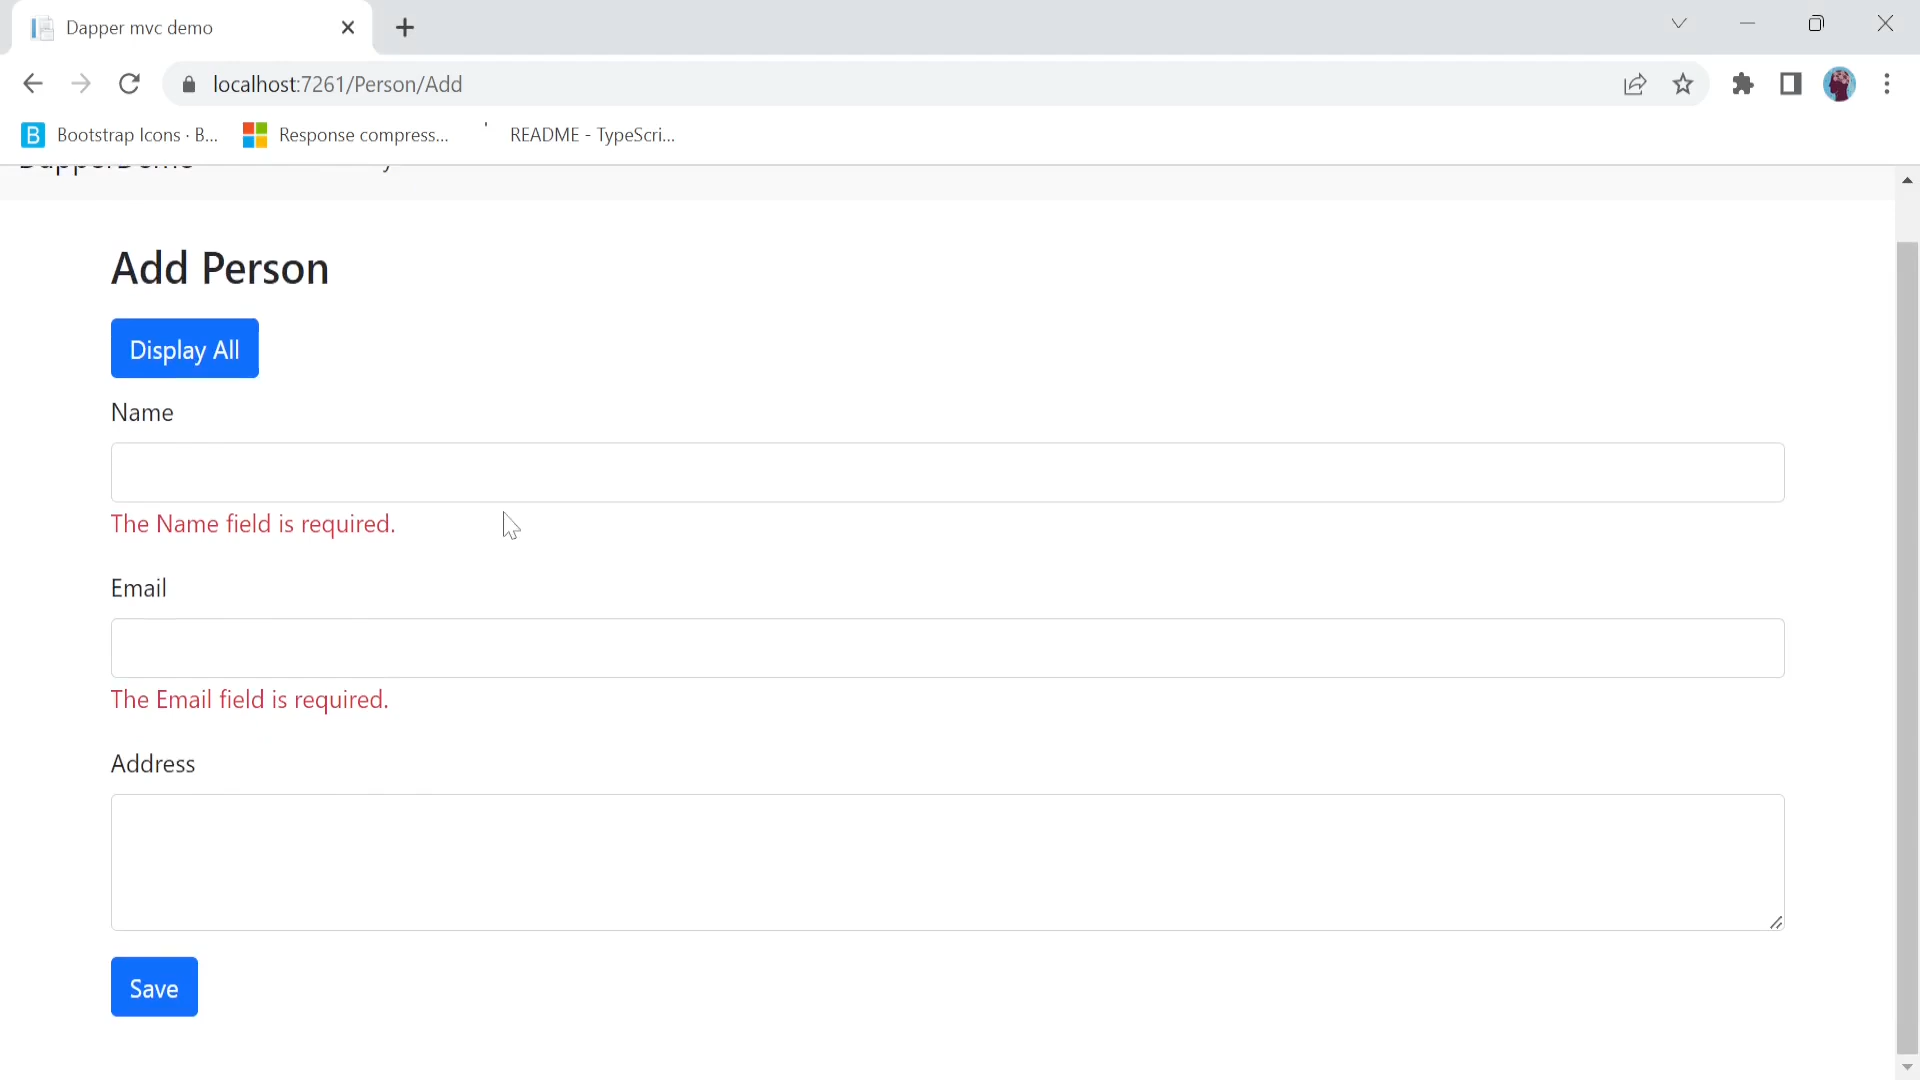 Dapper mvc demo
localhost:7261/Person/Add
B Bootstrap Icons · B... Response compress... README - TypeScri...
Add Person
Display All
Name
The Name field is required.
Email
The Email field is required.
Address
Save